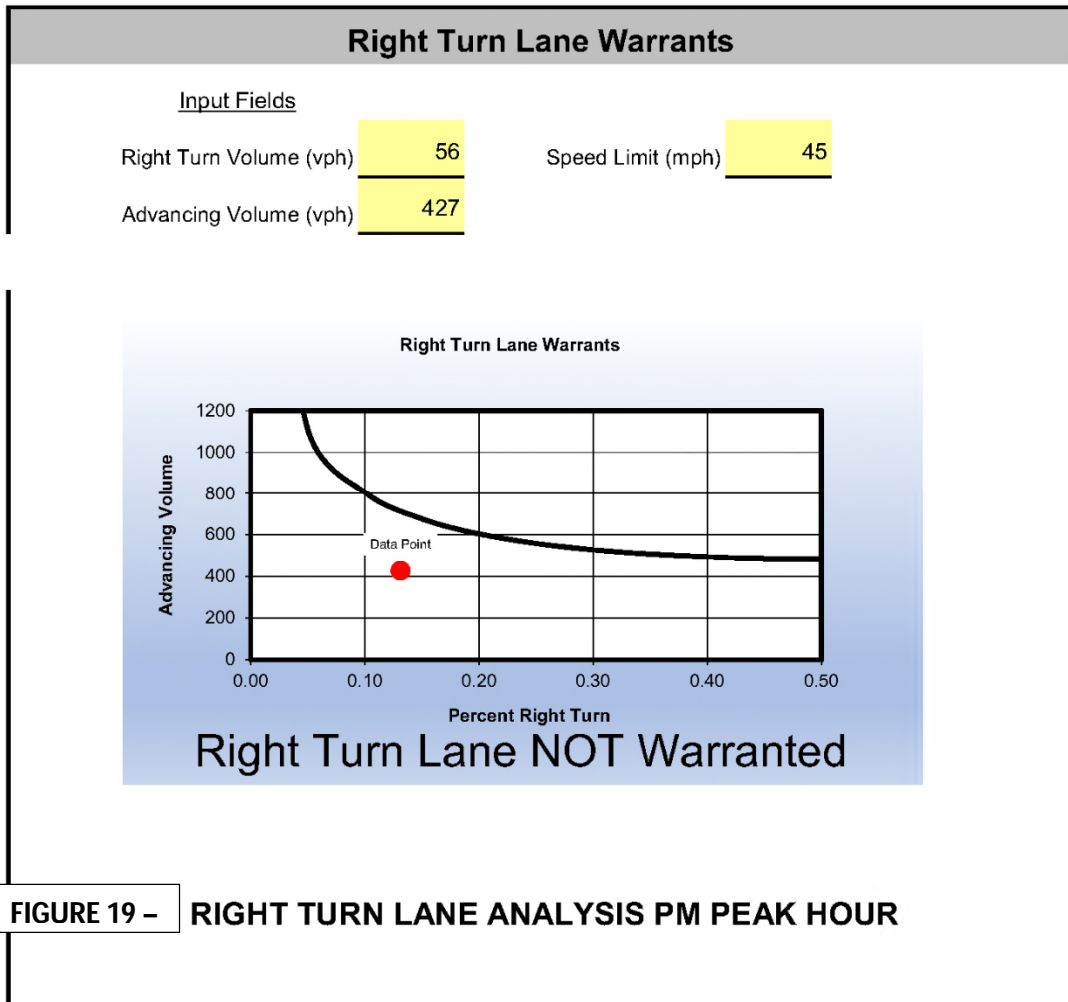 Right Turn Lane Warrants
Input Fields
Right Turn Volume (vph) 56 Speed Limit (mph) 45
Advancing Volume (vph) 427
Right Turn Lane Warrants
Advancing Volume
1200
1000
800
600
400
200
0
Data Point
0.00 0.10 0.20 0.30 0.40 0.50
Percent Right Turn
Right Turn Lane NOT Warranted
FIGURE 19 – RIGHT TURN LANE ANALYSIS PM PEAK HOUR